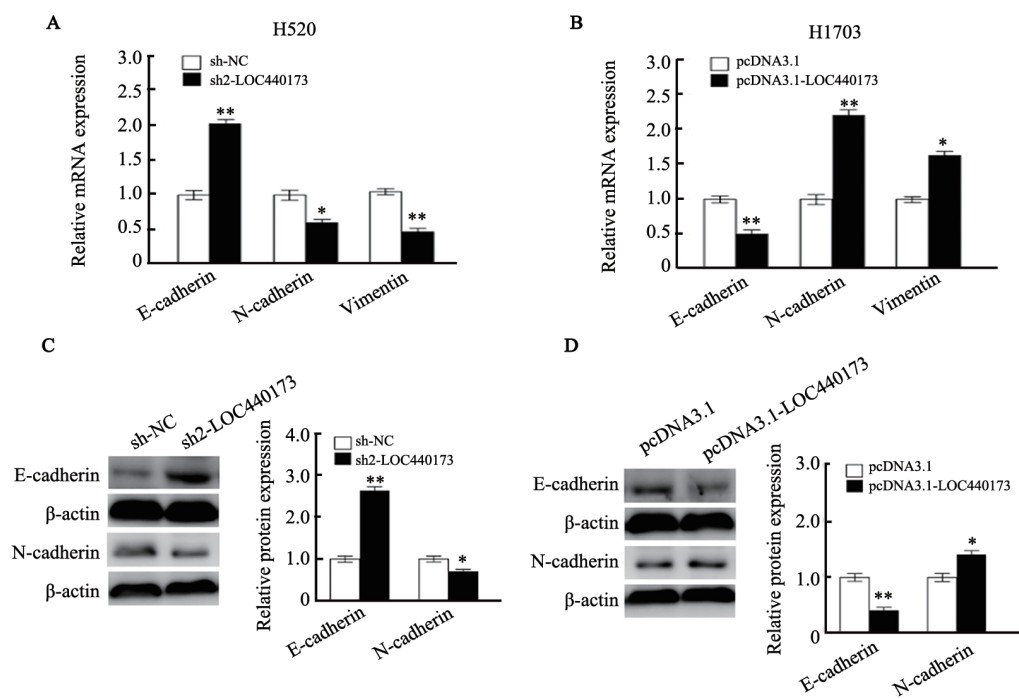 A
H520
Relative mRNA expression
3.0
2.5
2.0
1.5
1.0
0.5
0
sh-NC
sh2-LOC440173
**
*
**
E-cadherin
N-cadherin
Vimentin
B
H1703
Relative mRNA expression
3.0
2.5
2.0
1.5
1.0
0.5
0
pcDNA3.1
pcDNA3.1-LOC440173
**
**
*
E-cadherin
N-cadherin
Vimentin
C
sh-NC
sh2-LOC440173
E-cadherin
β-actin
N-cadherin
β-actin
Relative protein expression
4.0
3.0
2.0
1.0
0
sh-NC
sh2-LOC440173
**
*
E-cadherin
N-cadherin
D
pcDNA3.1
pcDNA3.1-LOC440173
E-cadherin
β-actin
N-cadherin
β-actin
Relative protein expression
3.0
2.0
1.0
0
pcDNA3.1
pcDNA3.1-LOC440173
**
*
E-cadherin
N-cadherin